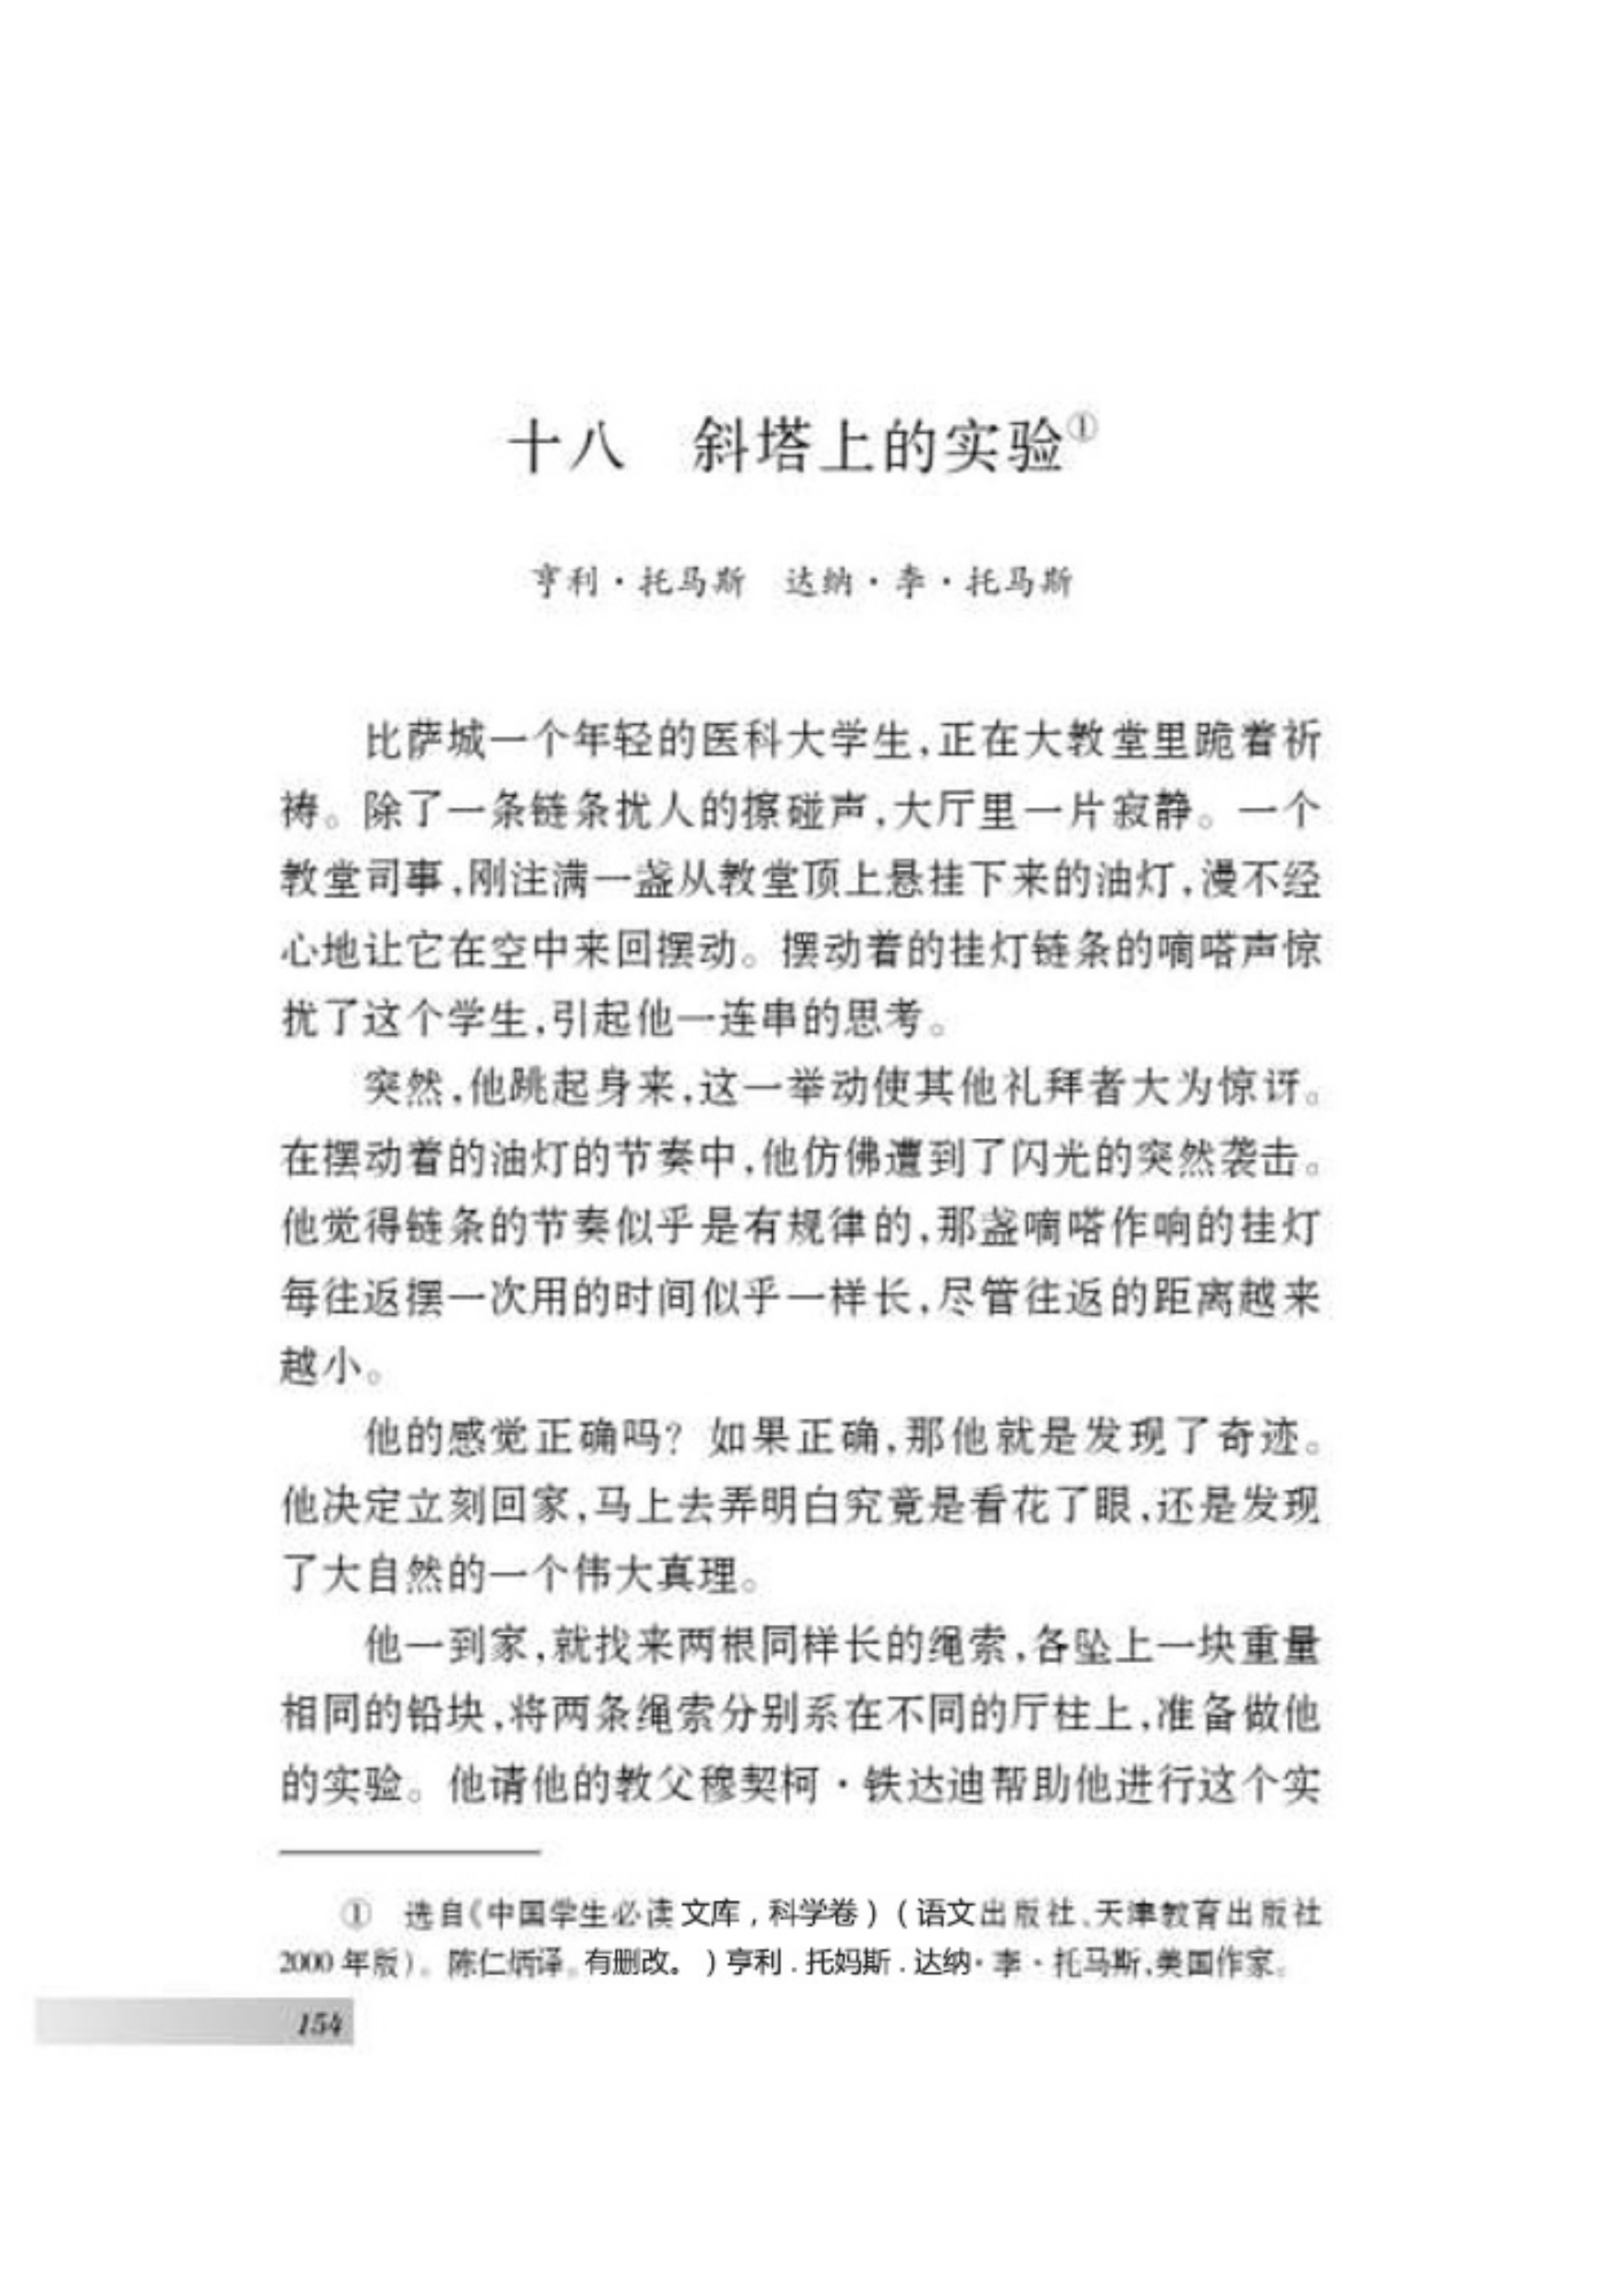 十八 斜塔上的实验①
亨利·托马斯 达纳·李·托马斯
比萨城一个年轻的医科大学生,正在大教堂里跪着祈
祷。除了一条链条扰人的擦碰声,大厅里一片寂静。一个
教堂司事,刚注满一盏从教堂顶上悬挂下来的油灯,漫不经
心地让它在空中来回摆动。摆动着的挂灯链条的嘀嗒声惊
扰了这个学生,引起他一连串的思考。
突然,他跳起身来,这一举动使其他礼拜者大为惊讶。
在摆动着的油灯的节奏中,他仿佛遭到了闪光的突然袭击。
他觉得链条的节奏似乎是有规律的,那盏嘀嗒作响的挂灯
每往返摆一次用的时间似乎一样长,尽管往返的距离越来
越小。
他的感觉正确吗?如果正确,那他就是发现了奇迹。
他决定立刻回家,马上去弄明白究竟是看花了眼,还是发现
了大自然的一个伟大真理。
他一到家,就找来两根同样长的绳索,各坠上一块重量
相同的铅块,将两条绳索分别系在不同的厅柱上,准备做他
的实验。他请他的教父穆契柯·铁达迪帮助他进行这个实
① 选自《中国学生必读文库,科学卷)(语文出版社、天津教育出版社
2000年版)。陈仁炳译。有删改。)亨利.托妈斯.达纳·李·托马斯,美国作家。
154